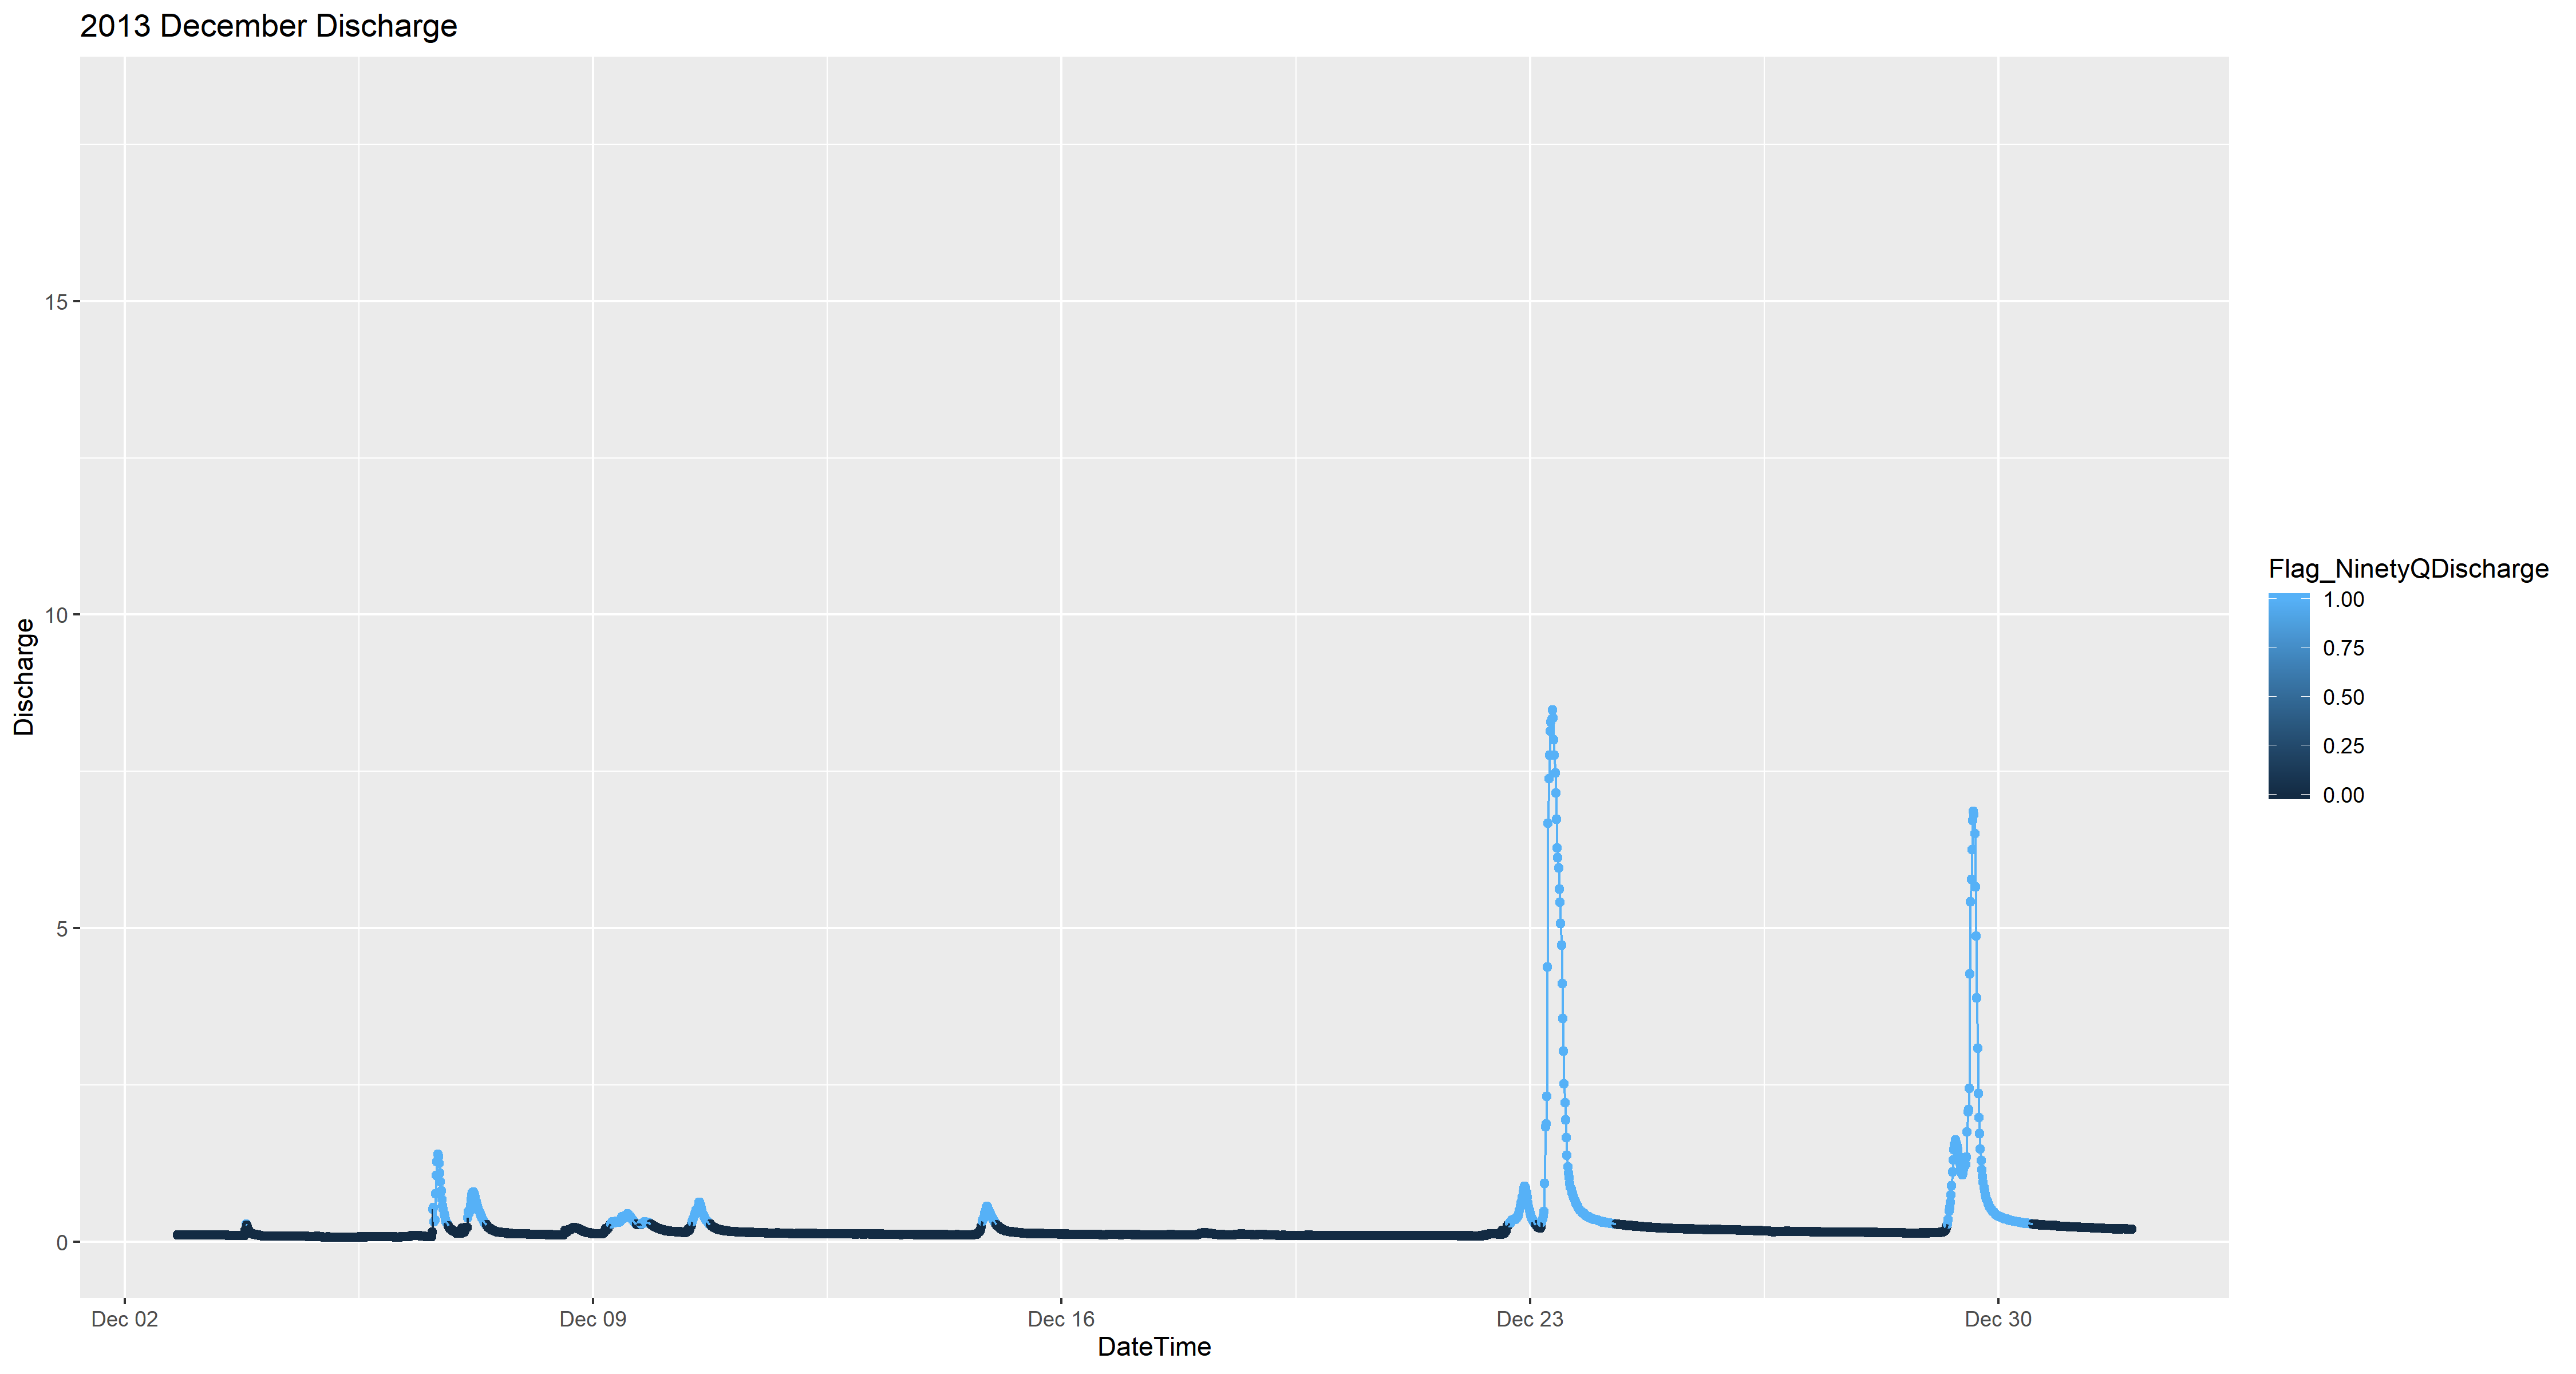 2013 December Discharge
15
10
5
0
Discharge
Dec 02
Dec 09
Dec 16
Dec 23
Dec 30
DateTime
Flag_NinetyQDischarge
1.00
0.75
0.50
0.25
0.00